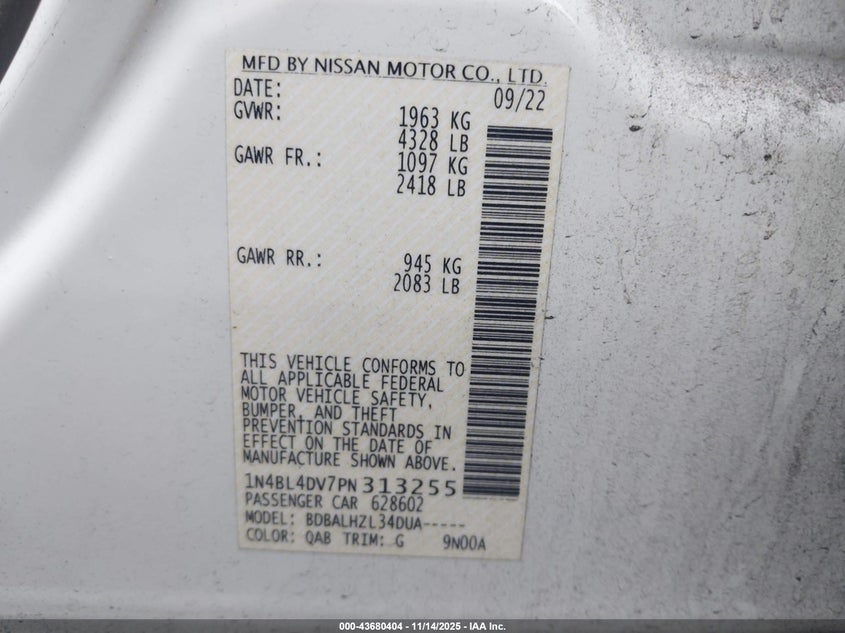 MFD BY NISSAN MOTOR CO., LTD.
DATE: 09/22
GVWR: 1963 KG
4328 LB
GAWR FR.: 1097 KG
2418 LB
GAWR RR.: 945 KG
2083 LB
THIS VEHICLE CONFORMS TO
ALL APPLICABLE FEDERAL
MOTOR VEHICLE SAFETY,
BUMPER, AND THEFT
PREVENTION STANDARDS IN
EFFECT ON THE DATE OF
MANUFACTURE SHOWN ABOVE.
1N4BL4DV7PN313255
PASSENGER CAR 628602
MODEL: BDBALHZL34DUA-----
COLOR: QAB TRIM: G 9N00A
000-43680404 - 11/14/2025 - IAA Inc.